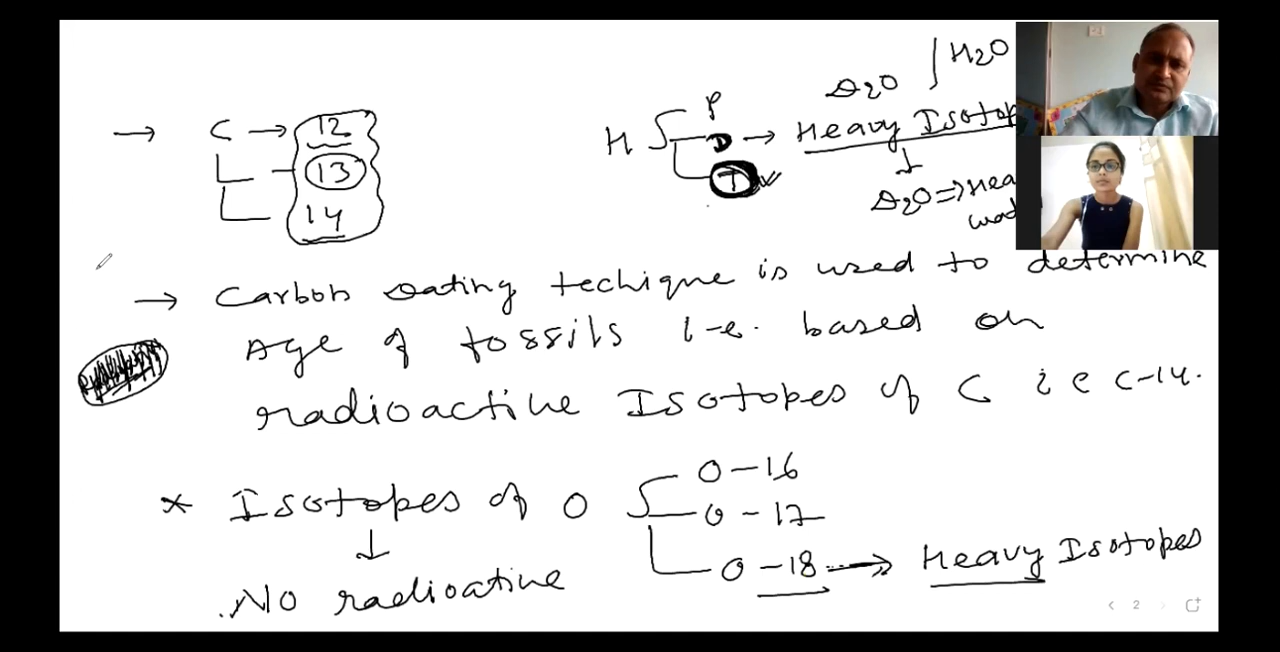 D2O / H2O
→ C → 12
13
14
H P
D → Heavy Isotop
T ✓
D2O ⇒ Hea
wat
→ Carbon dating techique is used to determine
Age of fossils i.e. based on
radioactive Isotopes of C i e C-14.
* Isotopes of O O-16
O-17
O-18 → Heavy Isotopes
↓
No radioative
< 2 >